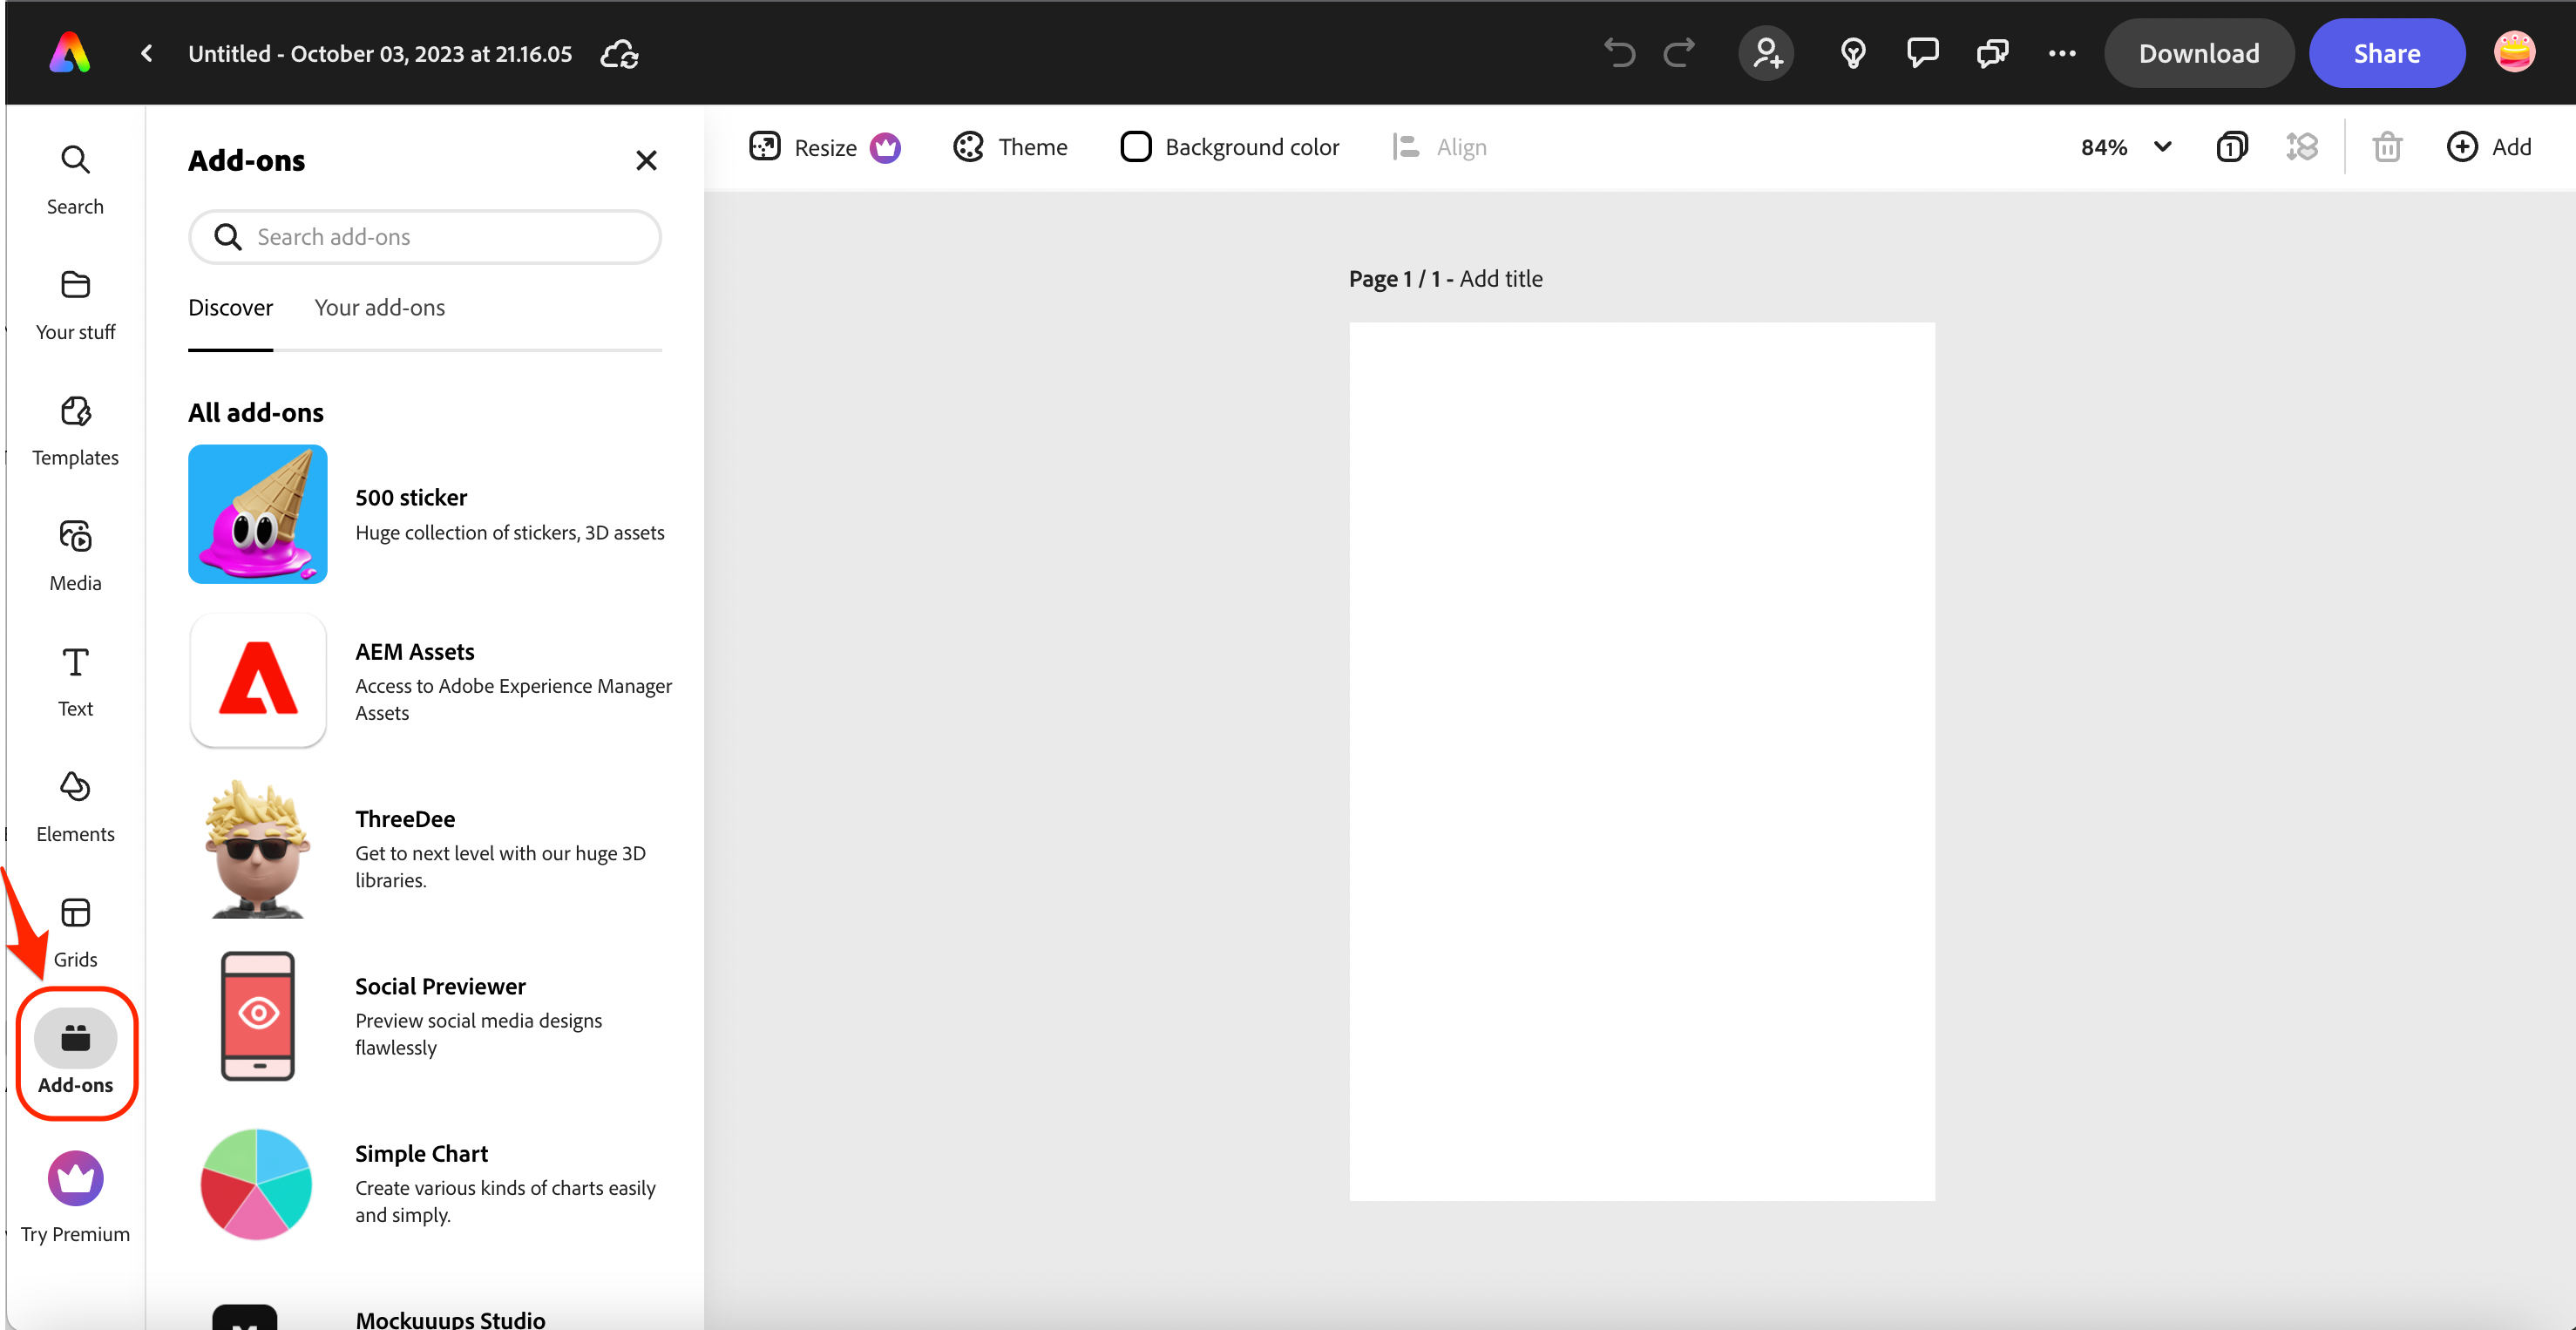 Untitled - October 03, 2023 at 21.16.05
Download
Share
Search
Your stuff
Templates
Media
Text
Elements
Grids
Add-ons
Try Premium
Add-ons
Search add-ons
Discover Your add-ons
All add-ons
500 sticker
Huge collection of stickers, 3D assets
AEM Assets
Access to Adobe Experience Manager
Assets
ThreeDee
Get to next level with our huge 3D
libraries.
Social Previewer
Preview social media designs
flawlessly
Simple Chart
Create various kinds of charts easily
and simply.
Mockuuups Studio
Resize Theme Background color Align
84% 1 Add
Page 1 / 1 - Add title